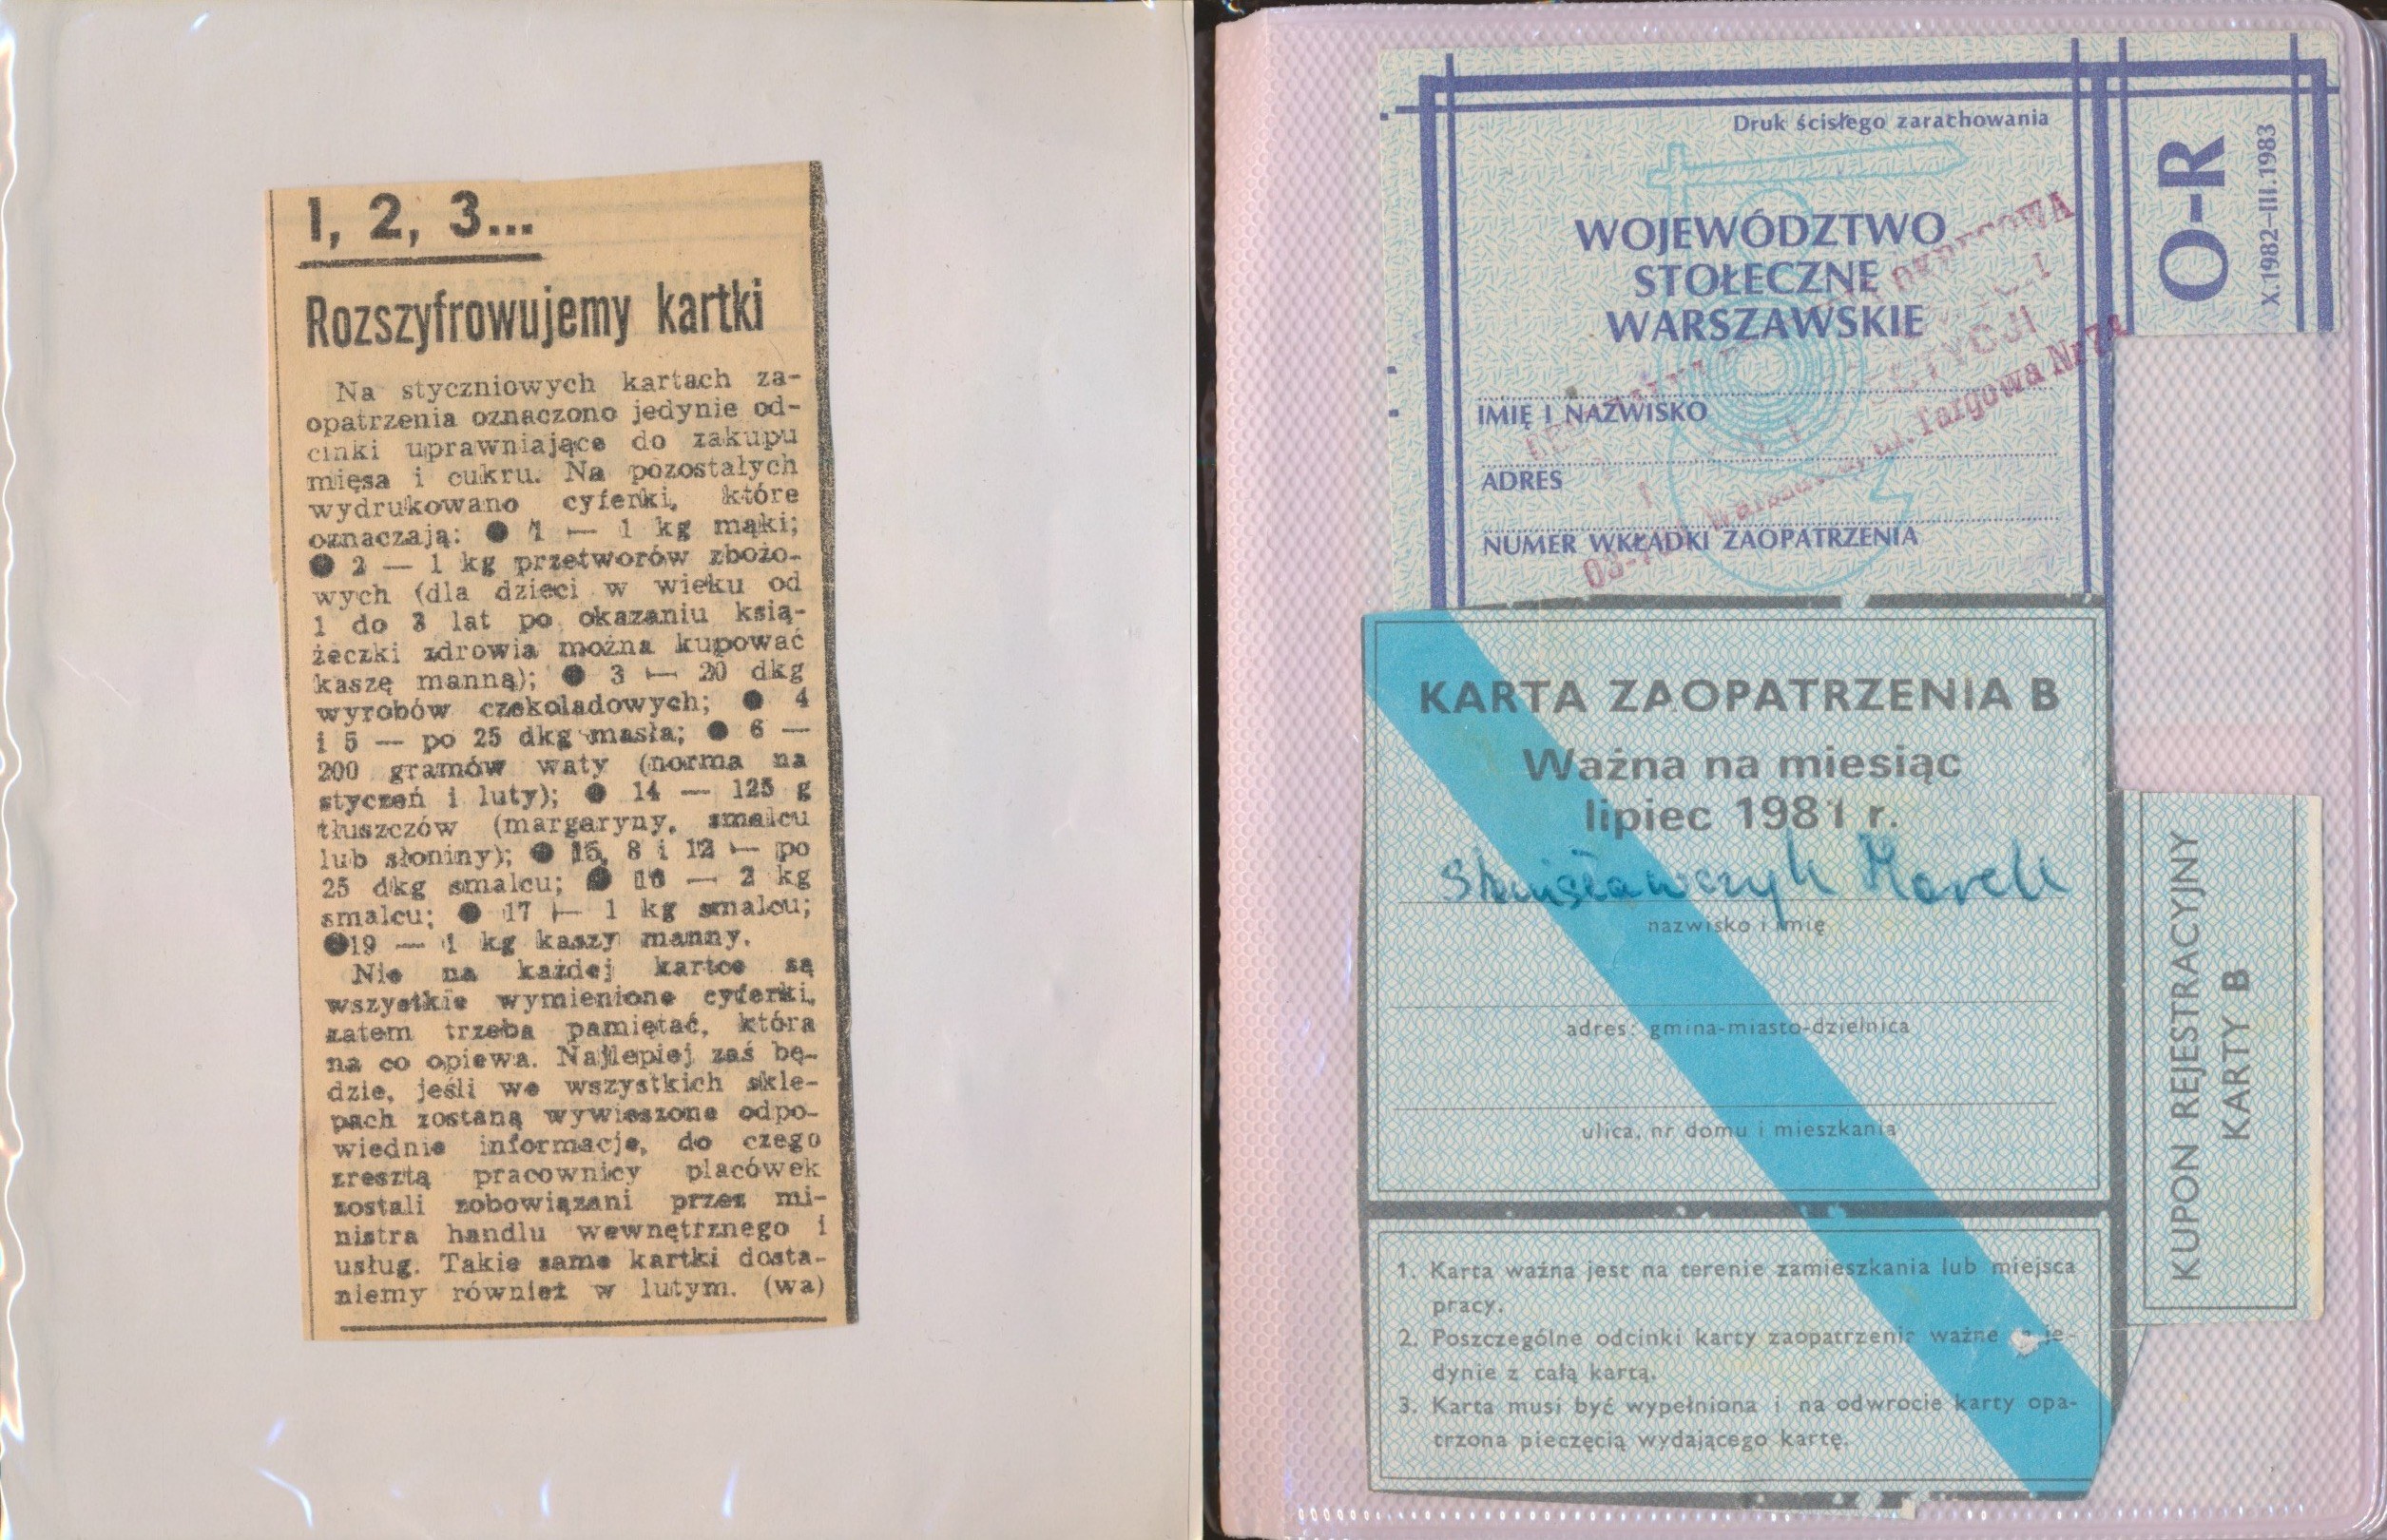 1, 2, 3...
Rozszyfrowujemy kartki
Na styczniowych kartach za-
opatrzenia oznaczono jedynie od-
cinki uprawniające do zakupu
mięsa i cukru. Na pozostałych
wydrukowano cyferki, które
oznaczają: ● 1 — 1 kg mąki;
● 2 — 1 kg przetworów zbożo-
wych (dla dzieci w wieku od
1 do 3 lat po okazaniu ksią-
żeczki zdrowia można kupować
kaszę manną); ● 3 — 20 dkg
wyrobów czekoladowych; ● 4
i 5 — po 25 dkg masła; ● 6 —
200 gramów waty (norma na
styczeń i luty); ● 14 — 125 g
tłuszczów (margaryny, smalcu
lub słoniny); ● 15, 8 i 12 — po
25 dkg smalcu; ● 16 — 2 kg
smalcu; ● 17 — 1 kg smalcu;
●19 — 1 kg kaszy manny.
Nie na każdej kartce są
wszystkie wymienione cyferki,
zatem trzeba pamiętać, która
na co opiewa. Najlepiej zaś bę-
dzie, jeśli we wszystkich skle-
pach zostaną wywieszone odpo-
wiednie informacje, do czego
zresztą pracownicy placówek
zostali zobowiązani przez mi-
nistra handlu wewnętrznego i
usług. Takie same kartki dosta-
niemy również w lutym. (wa)
Druk ścisłego zarachowania
WOJEWÓDZTWO
STOŁECZNE
WARSZAWSKIE
IMIĘ I NAZWISKO
ADRES
NUMER WKŁADKI ZAOPATRZENIA
ul. Targowa Nr 74
O-R
X.1982–III.1983
KARTA ZAOPATRZENIA B
Ważna na miesiąc
lipiec 1981 r.
Stanisławczyk Marek
nazwisko i imię
adres: gmina-miasto-dzielnica
ulica, nr domu i mieszkania
1. Karta ważna jest na terenie zamieszkania lub miejsca
pracy.
2. Poszczególne odcinki karty zaopatrzenia ważne są je-
dynie z całą kartą.
3. Karta musi być wypełniona i na odwrocie karty opa-
trzona pieczęcią wydającego kartę.
KUPON REJESTRACYJNY
KARTY B